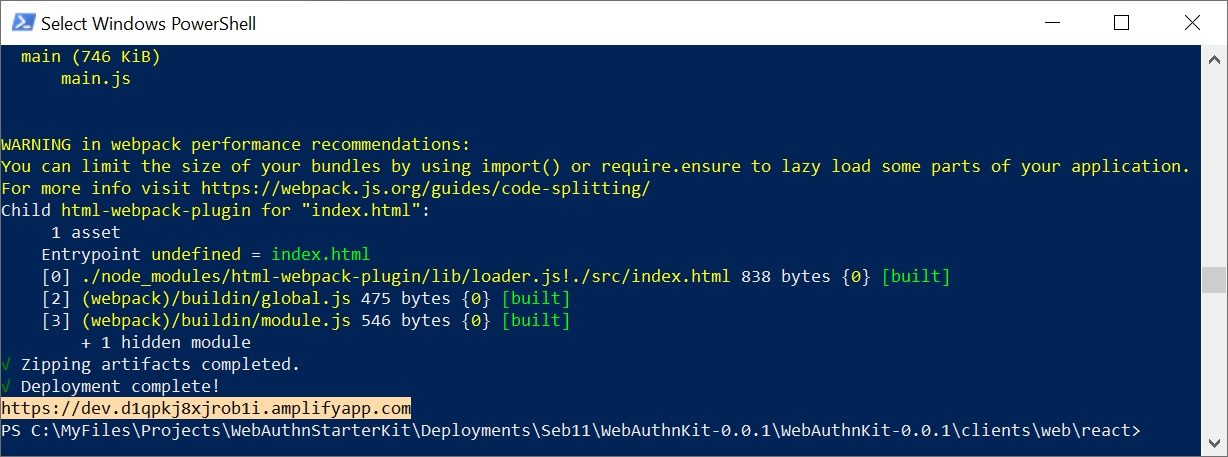 Select Windows PowerShell
main (746 KiB)
main.js
WARNING in webpack performance recommendations:
You can limit the size of your bundles by using import() or require.ensure to lazy load some parts of your application.
For more info visit https://webpack.js.org/guides/code-splitting/
Child html-webpack-plugin for "index.html":
1 asset
Entrypoint undefined = index.html
[0] ./node_modules/html-webpack-plugin/lib/loader.js!./src/index.html 838 bytes {0} [built]
[2] (webpack)/buildin/global.js 475 bytes {0} [built]
[3] (webpack)/buildin/module.js 546 bytes {0} [built]
+ 1 hidden module
√ Zipping artifacts completed.
√ Deployment complete!
https://dev.d1qpkj8xjrob1i.amplifyapp.com
PS C:\MyFiles\Projects\WebAuthnStarterKit\Deployments\Seb11\WebAuthnKit-0.0.1\WebAuthnKit-0.0.1\clients\web\react>